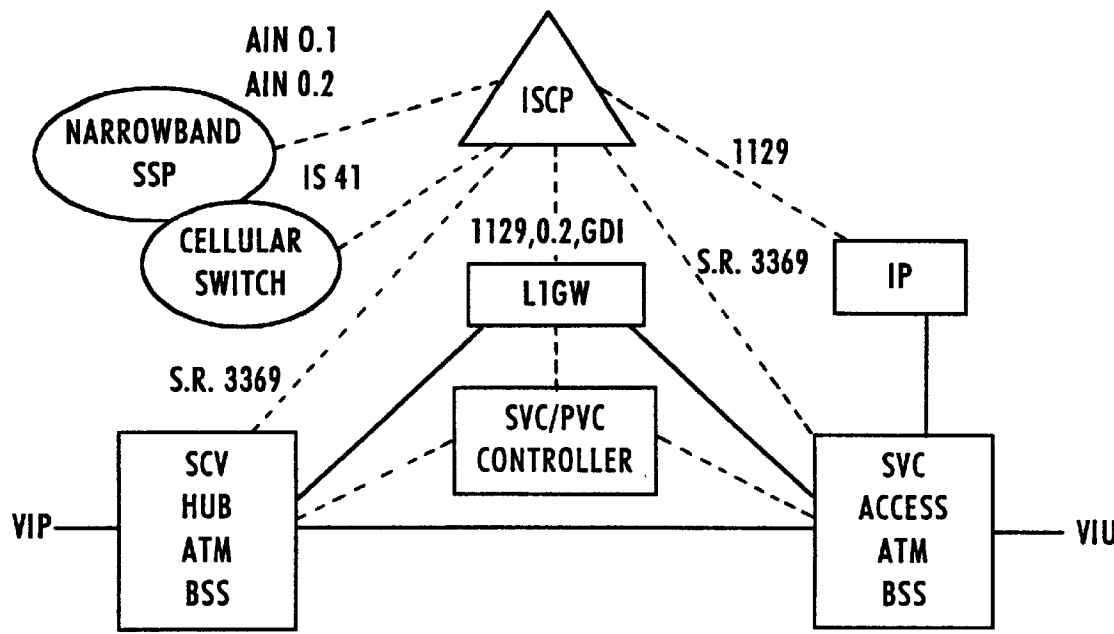 AIN 0.1
AIN 0.2
ISCP
NARROWBAND
SSP
IS 41
1129
CELLULAR
SWITCH
1129,0.2,GDI
S.R. 3369
L1GW
IP
S.R. 3369
SVC/PVC
CONTROLLER
SCV
HUB
ATM
BSS
SVC
ACCESS
ATM
BSS
VIP
VIU